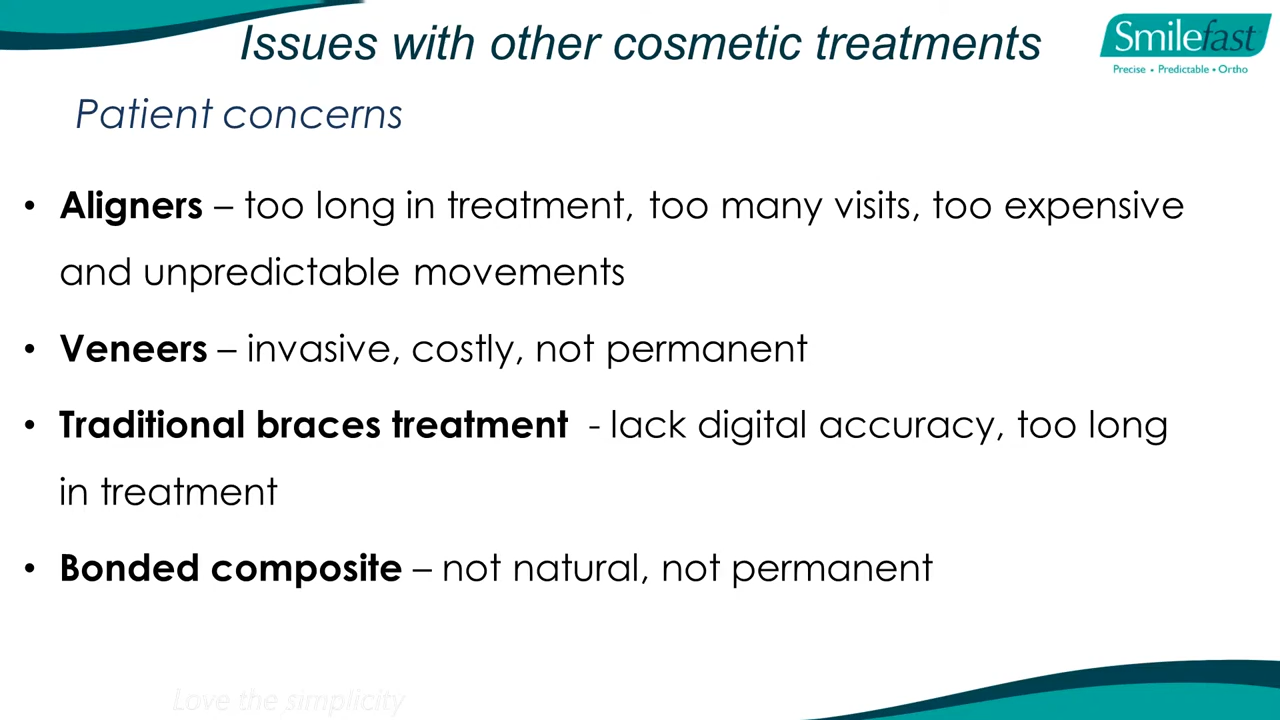 Issues with other cosmetic treatments
Smilefast
Precise • Predictable • Ortho
Patient concerns
• Aligners – too long in treatment, too many visits, too expensive
and unpredictable movements
• Veneers – invasive, costly, not permanent
• Traditional braces treatment - lack digital accuracy, too long
in treatment
• Bonded composite – not natural, not permanent
Love the simplicity